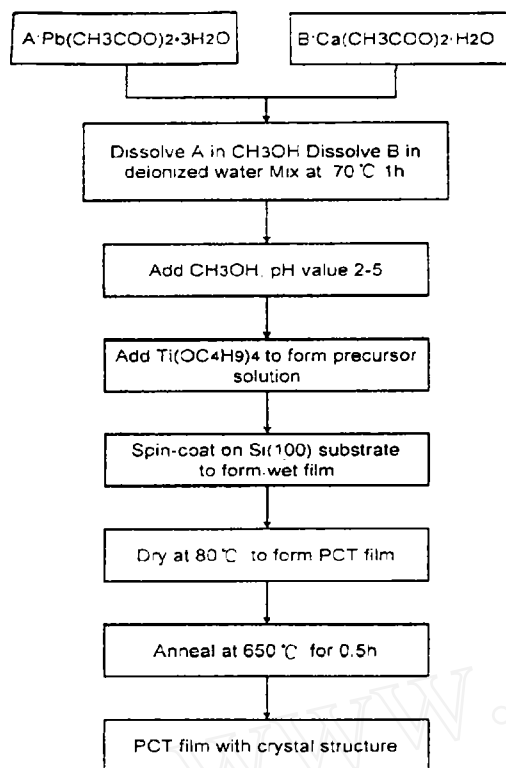 A·Pb(CH3COO)2•3H2O
B·Ca(CH3COO)2·H2O
Dissolve A in CH3OH Dissolve B in
deionized water Mix at 70℃ 1h
Add CH3OH. pH value 2-5
Add Ti(OC4H9)4 to form precursor
solution
Spin-coat on Si(100) substrate
to form.wet film
Dry at 80℃ to form PCT film
Anneal at 650℃ for 0.5h
PCT film with crystal structure
WWW.